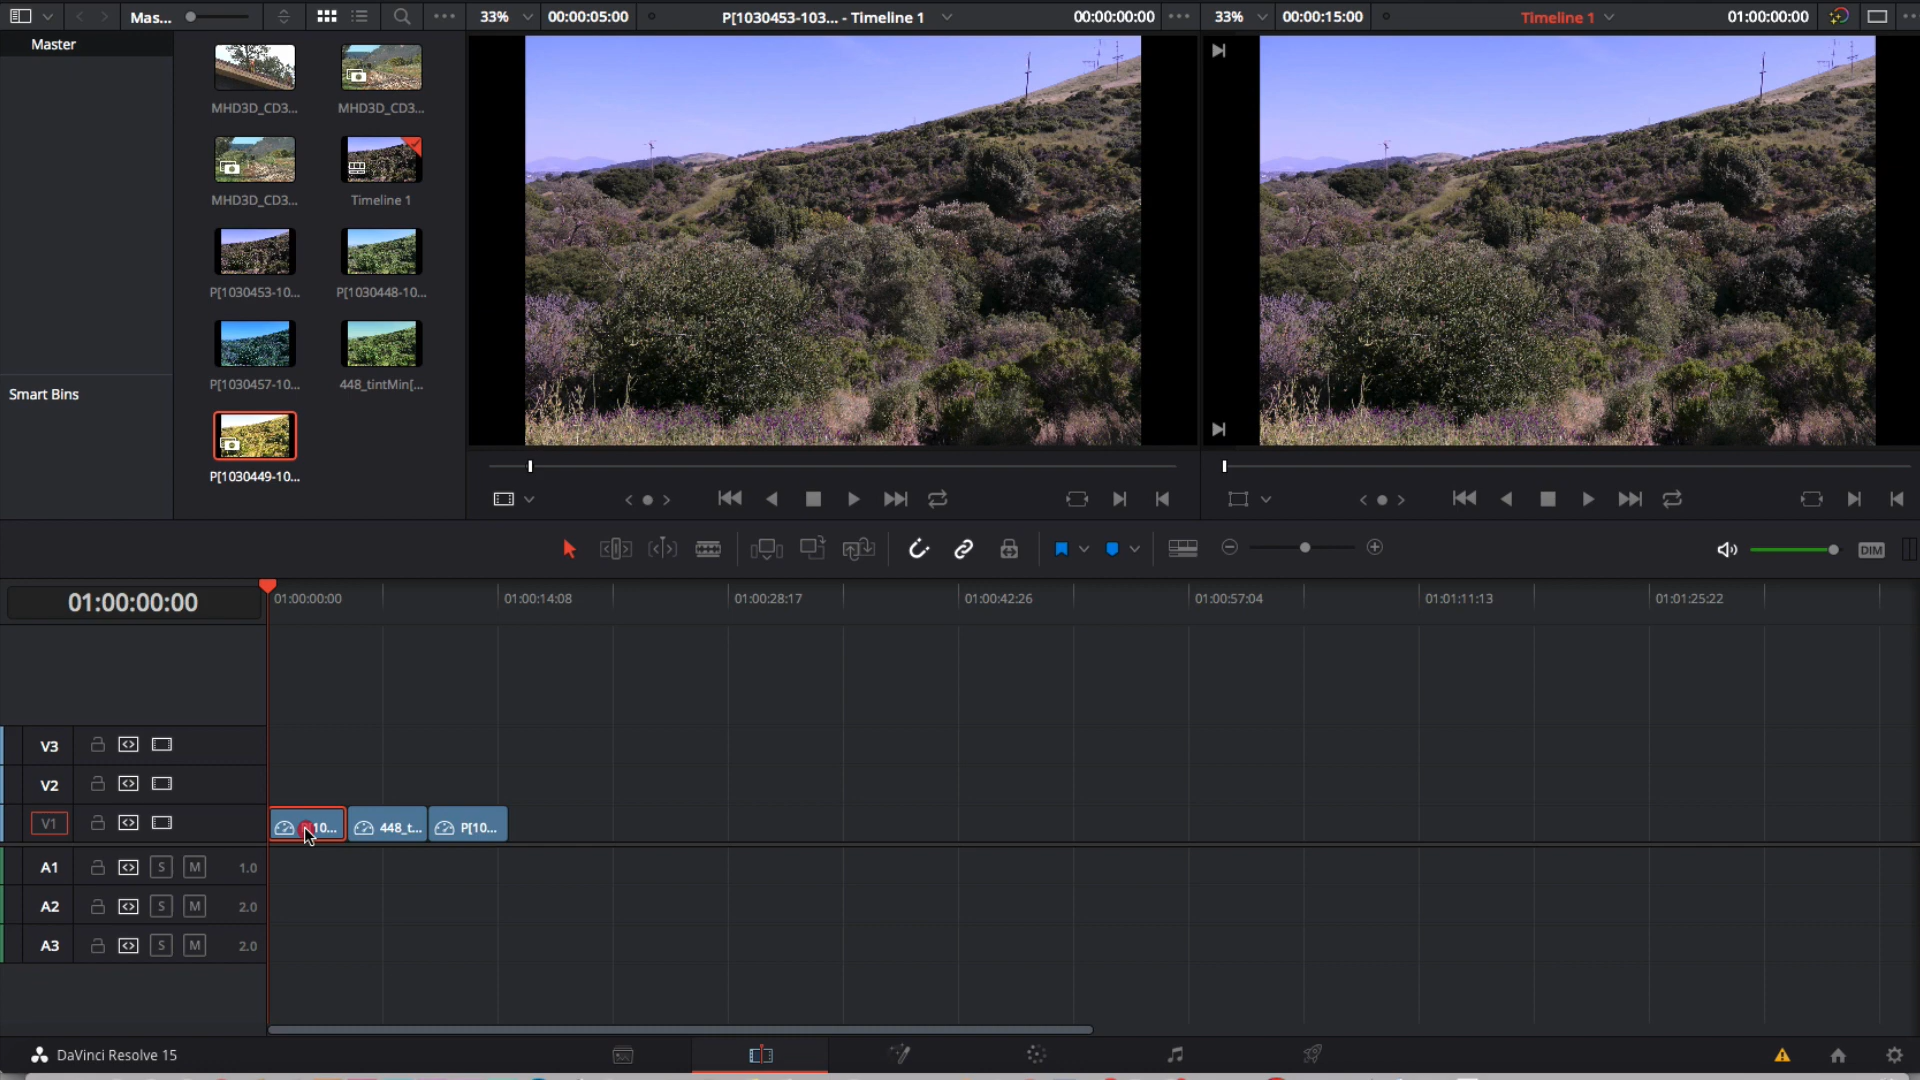 Mas...
33%
00:00:05:00
P[1030453-103... - Timeline 1
00:00:00:00
33%
00:00:15:00
Timeline 1
01:00:00:00
Master
MHD3D_CD3...
MHD3D_CD3...
MHD3D_CD3...
Timeline 1
P[1030453-10...
P[1030448-10...
P[1030457-10...
448_tintMin[...
P[1030449-10...
Smart Bins
DIM
01:00:00:00
01:00:00:00
01:00:14:08
01:00:28:17
01:00:42:26
01:00:57:04
01:01:11:13
01:01:25:22
V3
V2
V1
10...
448_t...
P[10...
A1 S M 1.0
A2 S M 2.0
A3 S M 2.0
DaVinci Resolve 15